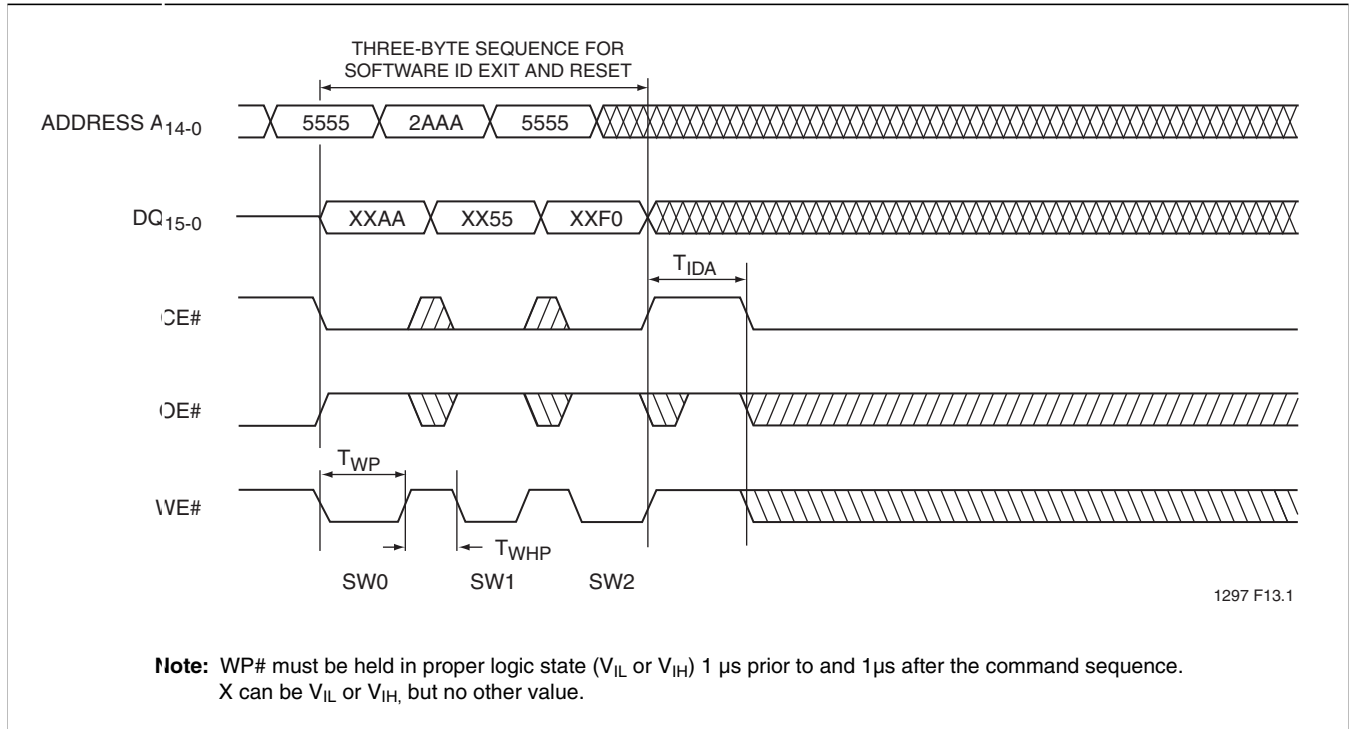 THREE-BYTE SEQUENCE FOR
SOFTWARE ID EXIT AND RESET
ADDRESS A14-0
5555 2AAA 5555
DQ15-0
XXAA XX55 XXF0
TIDA
CE#
OE#
TWP
WE#
TWHP
SW0 SW1 SW2
1297 F13.1
Note: WP# must be held in proper logic state (VIL or VIH) 1 µs prior to and 1µs after the command sequence.
X can be VIL or VIH, but no other value.